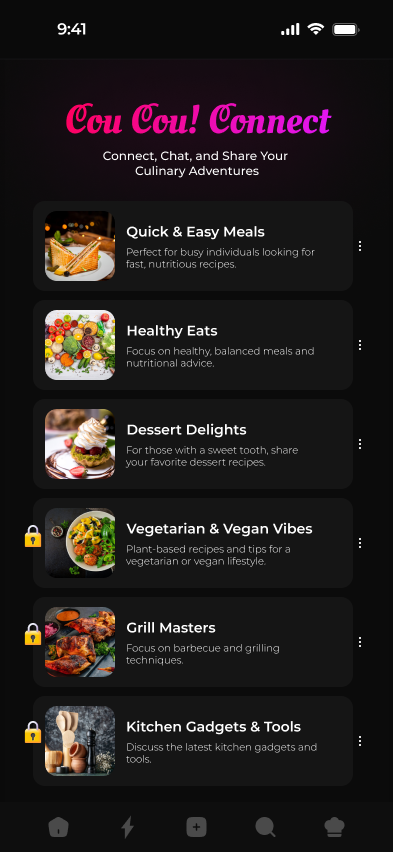 9:41
Cou Cou! Connect
Connect, Chat, and Share Your
Culinary Adventures
Quick & Easy Meals
Perfect for busy individuals looking for
fast, nutritious recipes.
Healthy Eats
Focus on healthy, balanced meals and
nutritional advice.
Dessert Delights
For those with a sweet tooth, share
your favorite dessert recipes.
Vegetarian & Vegan Vibes
Plant-based recipes and tips for a
vegetarian or vegan lifestyle.
Grill Masters
Focus on barbecue and grilling
techniques.
Kitchen Gadgets & Tools
Discuss the latest kitchen gadgets and
tools.